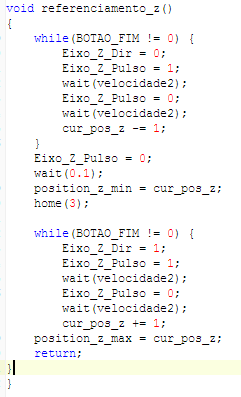 void referenciamento_z()
{
    while(BOTAO_FIM != 0) {
        Eixo_Z_Dir = 0;
        Eixo_Z_Pulso = 1;
        wait(velocidade2);
        Eixo_Z_Pulso = 0;
        wait(velocidade2);
        cur_pos_z -= 1;
    }
    Eixo_Z_Pulso = 0;
    wait(0.1);
    position_z_min = cur_pos_z;
    home(3);

    while(BOTAO_FIM != 0) {
        Eixo_Z_Dir = 1;
        Eixo_Z_Pulso = 1;
        wait(velocidade2);
        Eixo_Z_Pulso = 0;
        wait(velocidade2);
        cur_pos_z += 1;
    position_z_max = cur_pos_z;
    return;
}
}